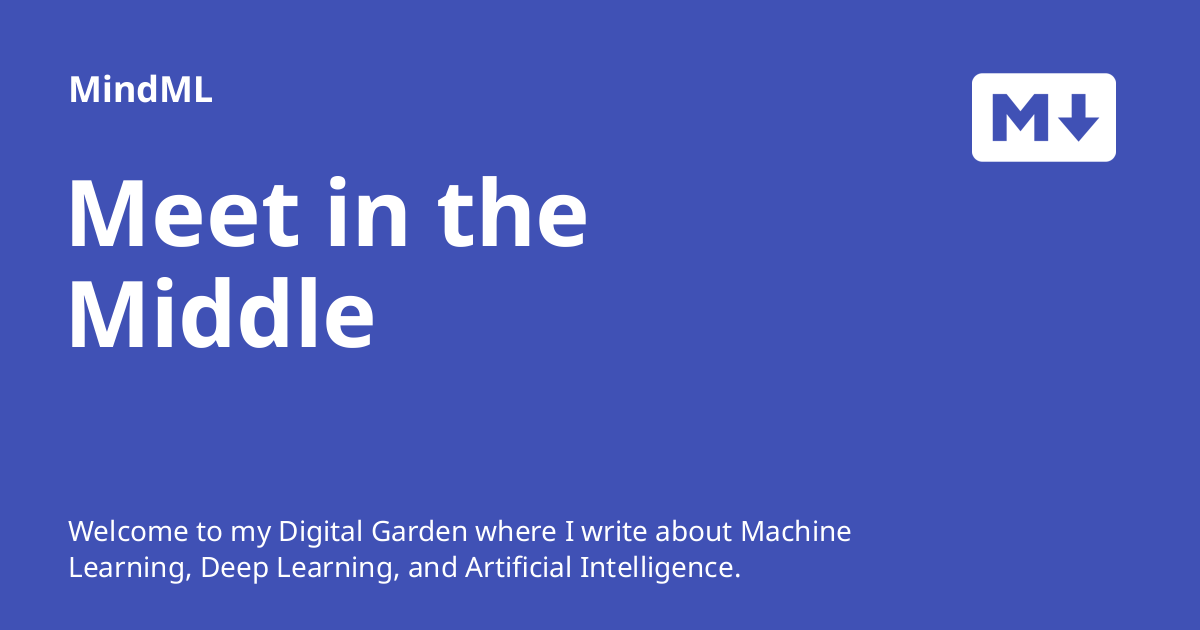 MindML
M
Meet in the
Middle
Welcome to my Digital Garden where I write about Machine
Learning, Deep Learning, and Artificial Intelligence.